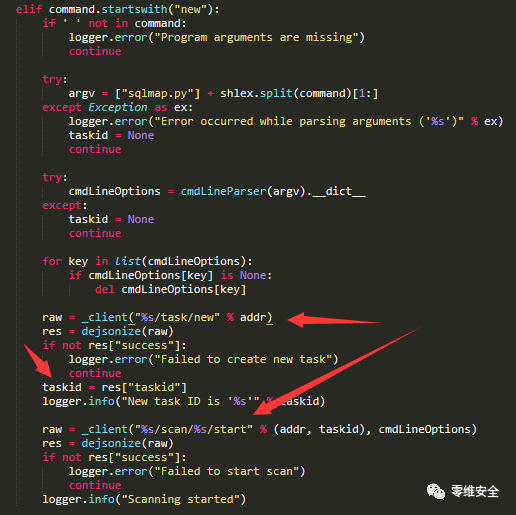 elif command.startswith("new"):
    if ' ' not in command:
        logger.error("Program arguments are missing")
        continue

    try:
        argv = ["sqlmap.py"] + shlex.split(command)[1:]
    except Exception as ex:
        logger.error("Error occurred while parsing arguments ('%s')" % ex)
        taskid = None
        continue

    try:
        cmdLineOptions = cmdLineParser(argv).__dict__
    except:
        taskid = None
        continue

    for key in list(cmdLineOptions):
        if cmdLineOptions[key] is None:
            del cmdLineOptions[key]

    raw = _client("%s/task/new" % addr)
    res = dejsonize(raw)
    if not res["success"]:
        logger.error("Failed to create new task")
        continue
    taskid = res["taskid"]
    logger.info("New task ID is '%s'" % taskid)

    raw = _client("%s/scan/%s/start" % (addr, taskid), cmdLineOptions)
    res = dejsonize(raw)
    if not res["success"]:
        logger.error("Failed to start scan")
        continue
    logger.info("Scanning started")
零维安全